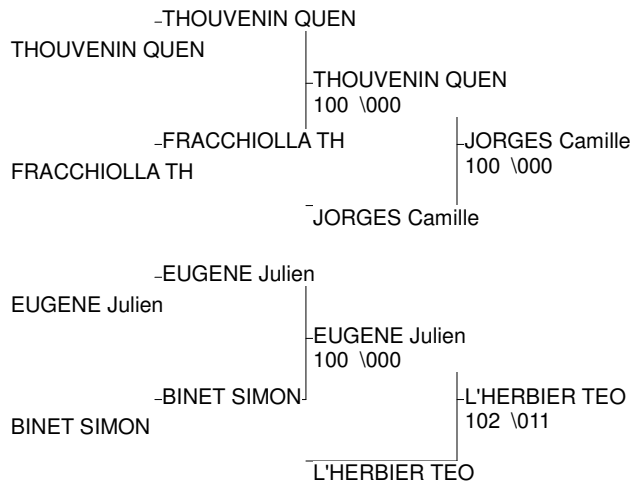 THOUVENIN QUEN
THOUVENIN QUEN
THOUVENIN QUEN
100 \000
FRACCHIOLLA TH
JORGES Camille
100 \000
FRACCHIOLLA TH
JORGES Camille
EUGENE Julien
EUGENE Julien
EUGENE Julien
100 \000
BINET SIMON
L'HERBIER TEO
102 \011
BINET SIMON
L'HERBIER TEO